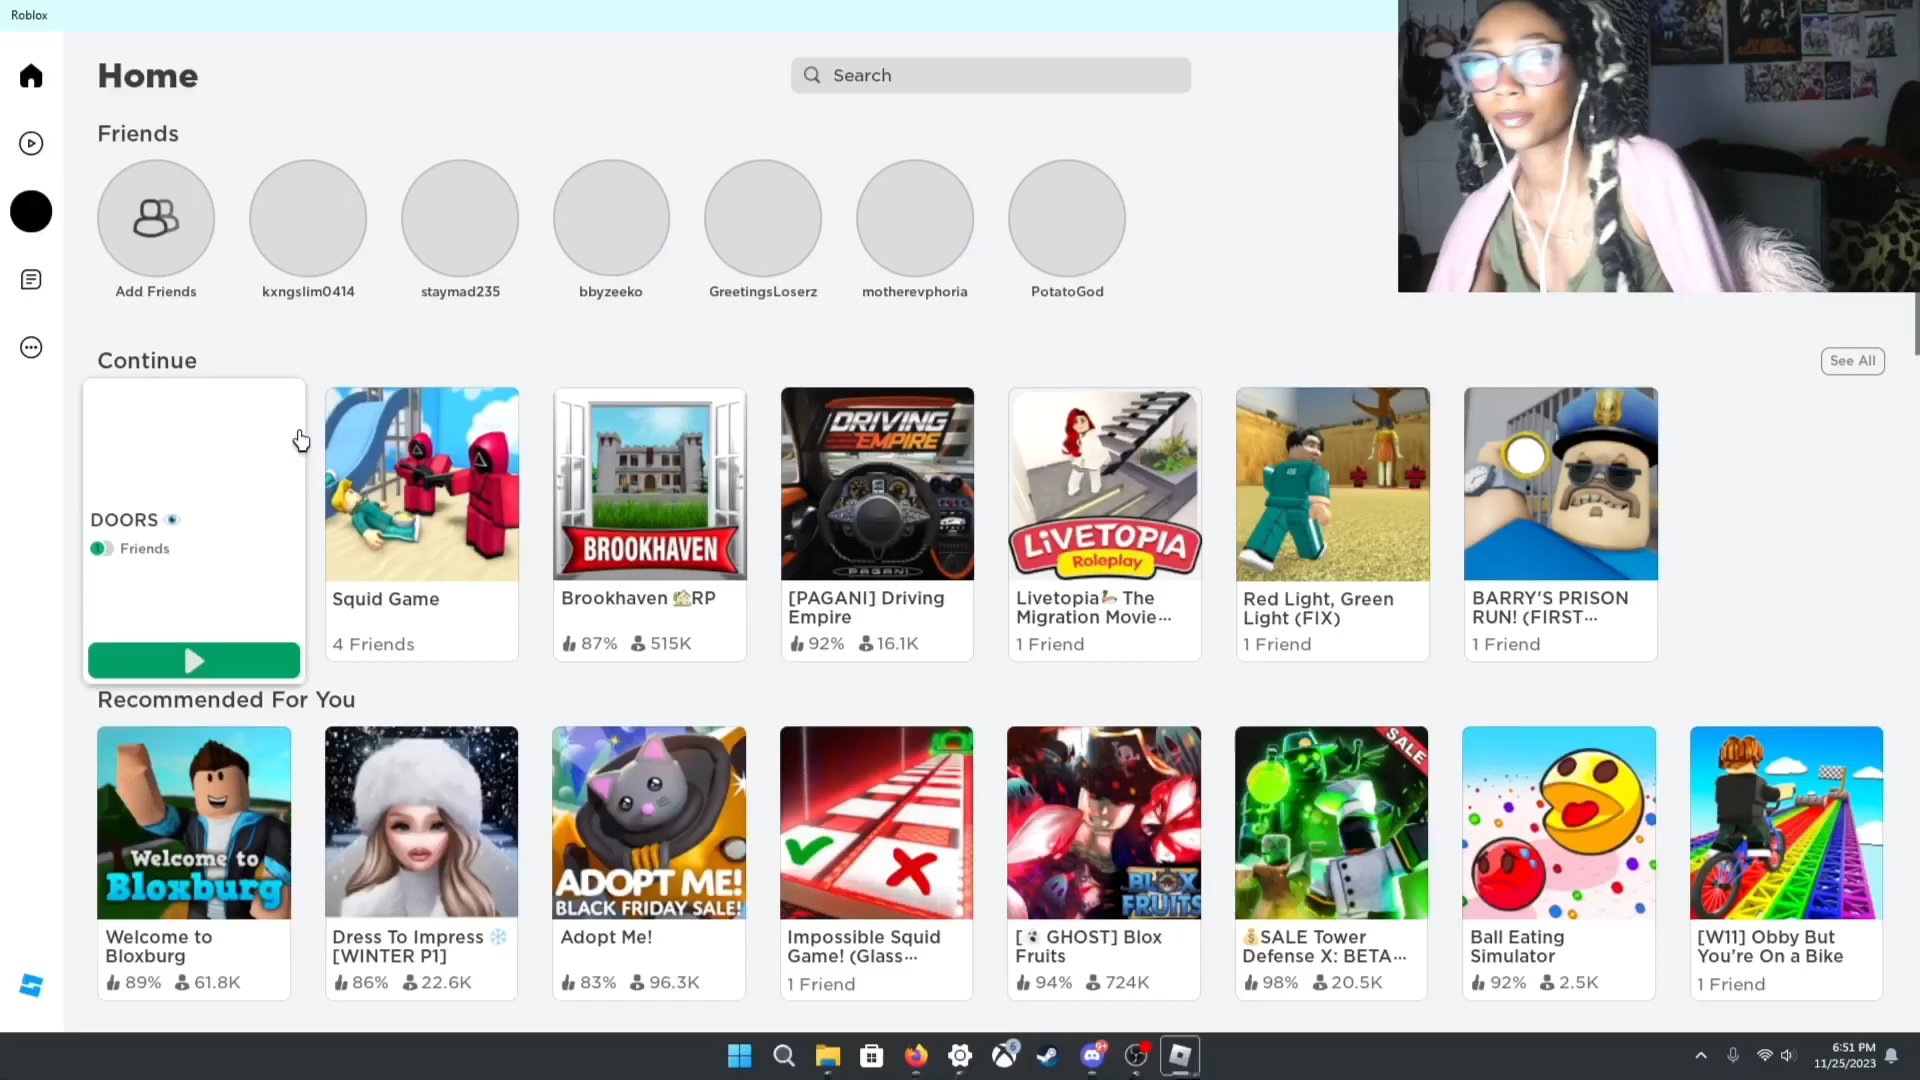 Roblox
Home
Search
Friends
Add Friends
kxngslim0414
staymad235
bbyzeeko
GreetingsLoserz
motherevphoria
PotatoGod
Continue
See All
DOORS
Friends
Squid Game
4 Friends
BROOKHAVEN
Brookhaven RP
87% 515K
DRIVING
EMPIRE
PAGANI
[PAGANI] Driving
Empire
92% 16.1K
LIVETOPIA
Roleplay
Livetopia The
Migration Movie...
1 Friend
Red Light, Green
Light (FIX)
1 Friend
BARRY'S PRISON
RUN! (FIRST...
1 Friend
Recommended For You
Welcome to
Bloxburg
Welcome to
Bloxburg
89% 61.8K
Dress To Impress
[WINTER P1]
86% 22.6K
ADOPT ME!
BLACK FRIDAY SALE!
Adopt Me!
83% 96.3K
Impossible Squid
Game! (Glass...
1 Friend
BLOX
FRUITS
[ GHOST] Blox
Fruits
94% 724K
SALE
SALE Tower
Defense X: BETA...
98% 20.5K
Ball Eating
Simulator
92% 2.5K
[W11] Obby But
You're On a Bike
1 Friend
6
9+
6:51 PM
11/25/2023